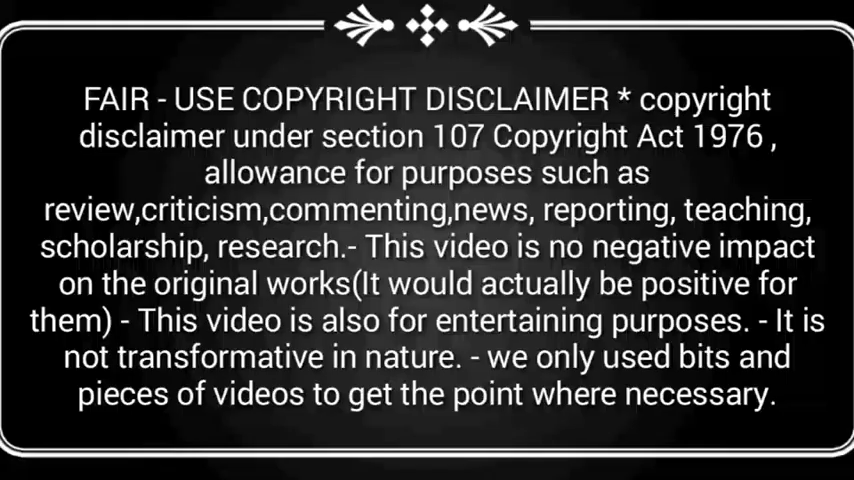 FAIR - USE COPYRIGHT DISCLAIMER * copyright
disclaimer under section 107 Copyright Act 1976 ,
allowance for purposes such as
review,criticism,commenting,news, reporting, teaching,
scholarship, research.- This video is no negative impact
on the original works(It would actually be positive for
them) - This video is also for entertaining purposes. - It is
not transformative in nature. - we only used bits and
pieces of videos to get the point where necessary.